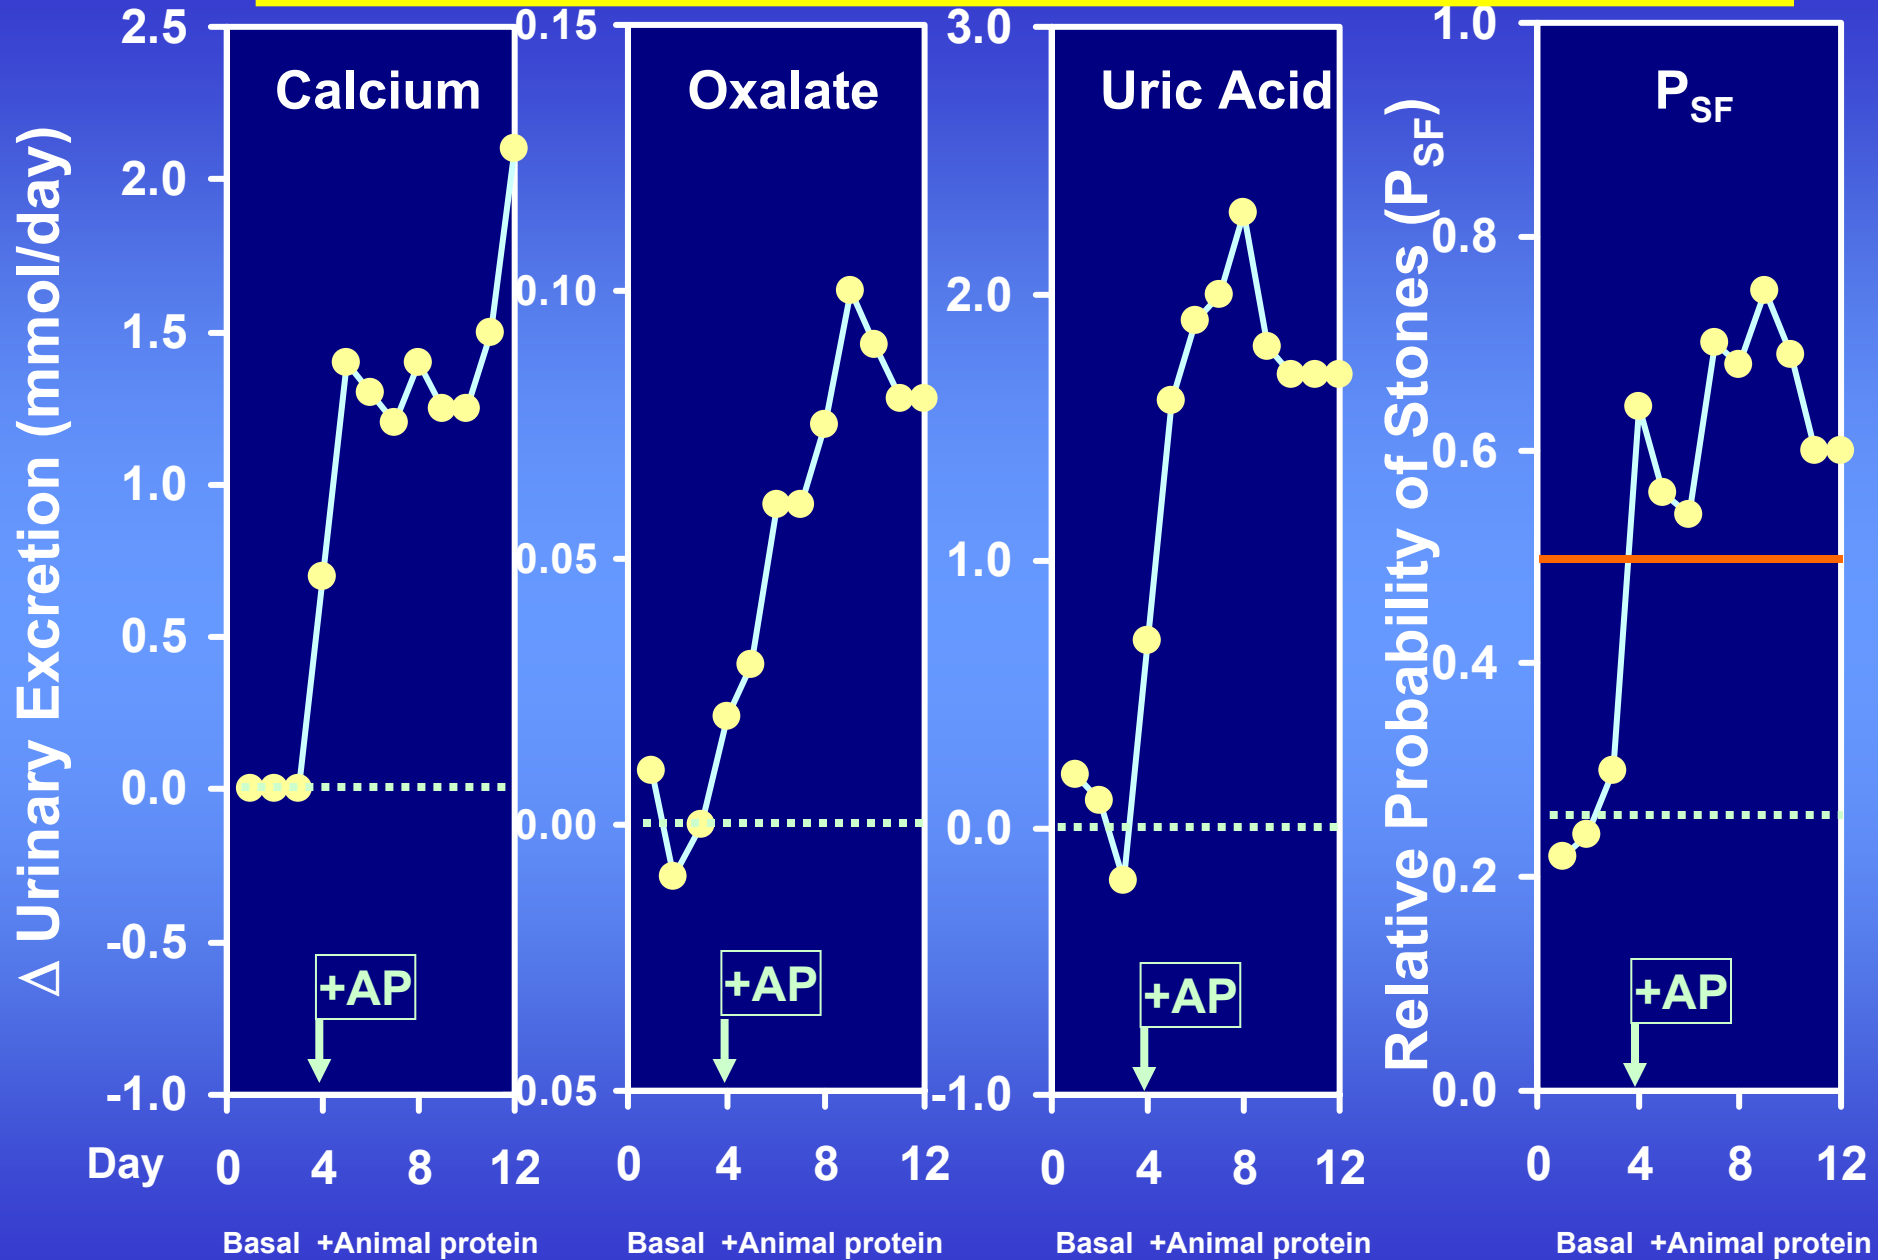 Δ Urinary Excretion (mmol/day)
2.5
2.0
1.5
1.0
0.5
0.0
-0.5
-1.0
Calcium
+AP
0.15
0.10
0.05
0.00
0.05
Oxalate
+AP
3.0
2.0
1.0
0.0
-1.0
Uric Acid
+AP
Relative Probability of Stones (PSF)
1.0
0.8
0.6
0.4
0.2
0.0
PSF
+AP
Day
0 4 8 12
0 4 8 12
0 4 8 12
0 4 8 12
Basal +Animal protein
Basal +Animal protein
Basal +Animal protein
Basal +Animal protein